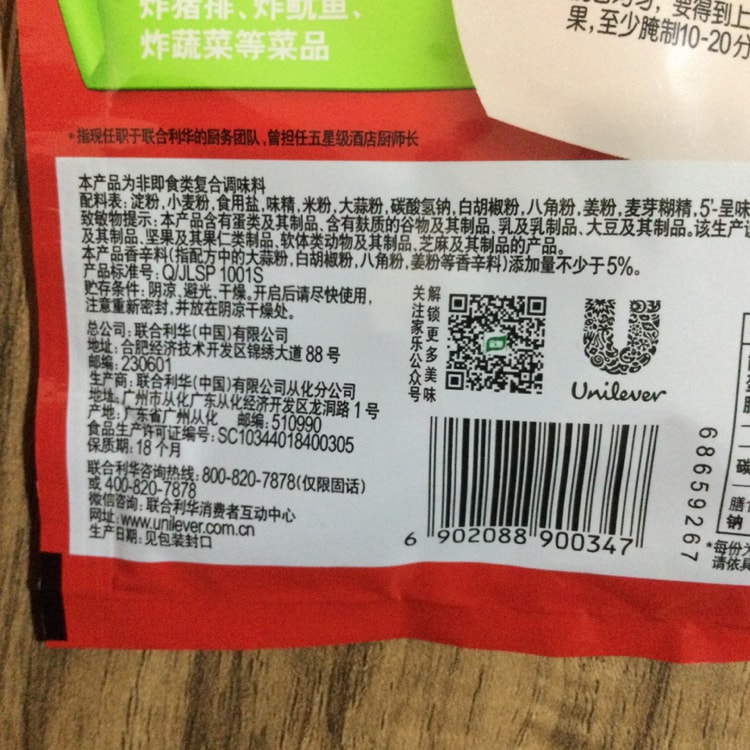 炸猪排、炸鱿鱼、
炸蔬菜等菜品
要得到上
果,至少腌制10-20分
*指现任职于联合利华的厨务团队,曾担任五星级酒店厨师长
本产品为非即食类复合调味料
配料表:淀粉,小麦粉,食用盐,味精,米粉,大蒜粉,碳酸氢钠,白胡椒粉,八角粉,姜粉,麦芽糊精,5'-呈味
致敏物提示:本产品含有蛋类及其制品、含有麸质的谷物及其制品、乳及乳制品、大豆及其制品。该生产
及其制品、坚果及其果仁类制品、软体类动物及其制品、芝麻及其制品的产品。
本产品香辛料(指配方中的大蒜粉,白胡椒粉,八角粉,姜粉等香辛料)添加量不少于5%。
产品标准号:Q/JLSP 1001S
贮存条件:阴凉、避光、干燥。开启后请尽快使用,
注意重新密封,并放在阴凉干燥处。
总公司:联合利华(中国)有限公司
地址:合肥经济技术开发区锦绣大道88号
邮编:230601
生产商:联合利华(中国)有限公司从化分公司
地址:广州市从化广东从化经济开发区龙洞路1号
产地:广东省广州从化 邮编:510990
食品生产许可证编号:SC10344018400305
保质期:18个月
联合利华咨询热线:800-820-7878(仅限固话)
或400-820-7878
微信咨询:联合利华消费者互动中心
网址:www.unilever.com.cn
生产日期:见包装封口
关注家乐公众号
解锁更多美味
家乐
Unilever
6 902088 900347
68659267
碳
膳
钠
*每份为
请依具